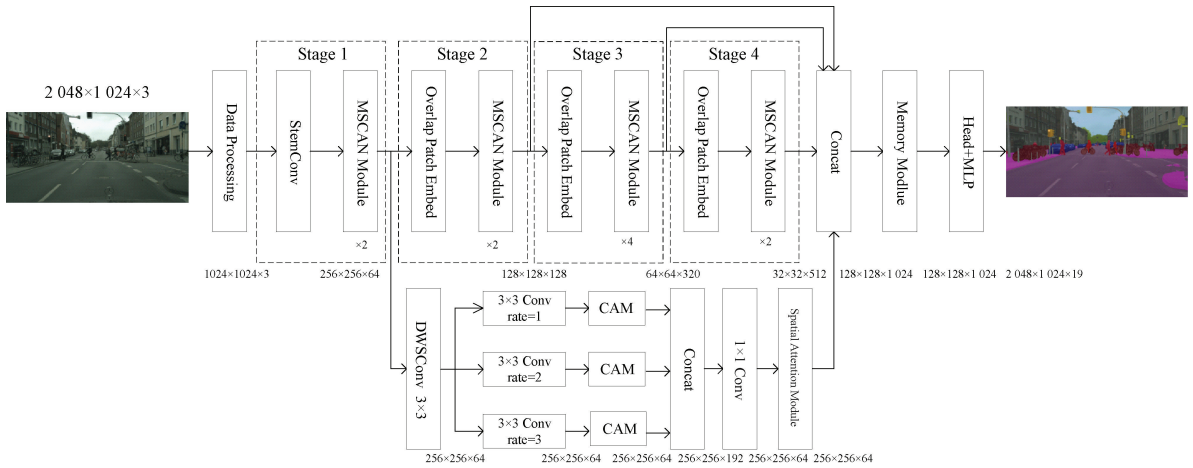 2 048×1 024×3
Data Processing
Stage 1
StemConv
MSCAN Module
×2
Stage 2
Overlap Patch Embed
MSCAN Module
×2
Stage 3
Overlap Patch Embed
MSCAN Module
×4
Stage 4
Overlap Patch Embed
MSCAN Module
×2
Concat
Memory Modlue
Head+MLP
1024×1024×3
256×256×64
128×128×128
64×64×320
32×32×512
128×128×1 024
128×128×1 024
2 048×1 024×19
DWSConv 3×3
3×3 Conv
rate=1
CAM
3×3 Conv
rate=2
CAM
3×3 Conv
rate=3
CAM
Concat
1×1 Conv
Spatial Attention Module
256×256×64
256×256×64
256×256×64
256×256×192
256×256×64
256×256×64